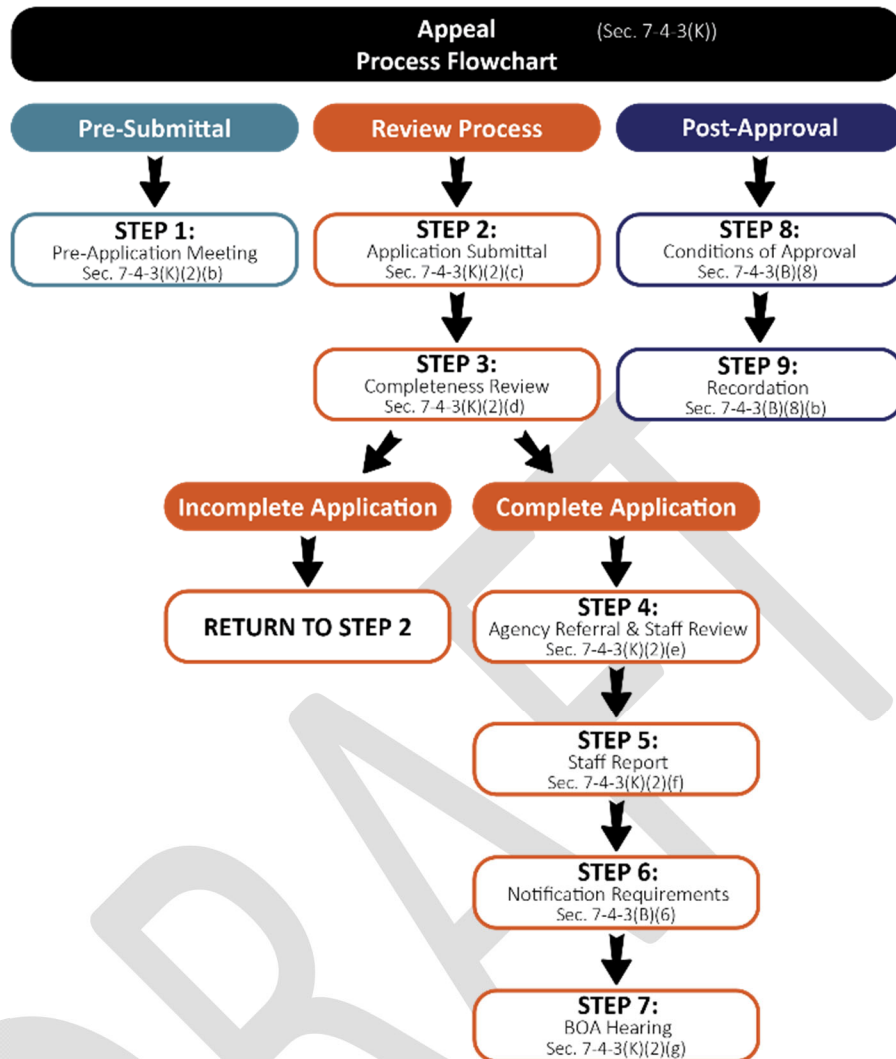 Appeal (Sec. 7-4-3(K))
Process Flowchart
Pre-Submittal
Review Process
Post-Approval
STEP 1:
Pre-Application Meeting
Sec. 7-4-3(K)(2)(b)
STEP 2:
Application Submittal
Sec. 7-4-3(K)(2)(c)
STEP 8:
Conditions of Approval
Sec. 7-4-3(B)(8)
STEP 3:
Completeness Review
Sec. 7-4-3(K)(2)(d)
STEP 9:
Recordation
Sec. 7-4-3(B)(8)(b)
Incomplete Application
Complete Application
RETURN TO STEP 2
STEP 4:
Agency Referral & Staff Review
Sec. 7-4-3(K)(2)(e)
STEP 5:
Staff Report
Sec. 7-4-3(K)(2)(f)
STEP 6:
Notification Requirements
Sec. 7-4-3(B)(6)
STEP 7:
BOA Hearing
Sec. 7-4-3(K)(2)(g)
DRAFT